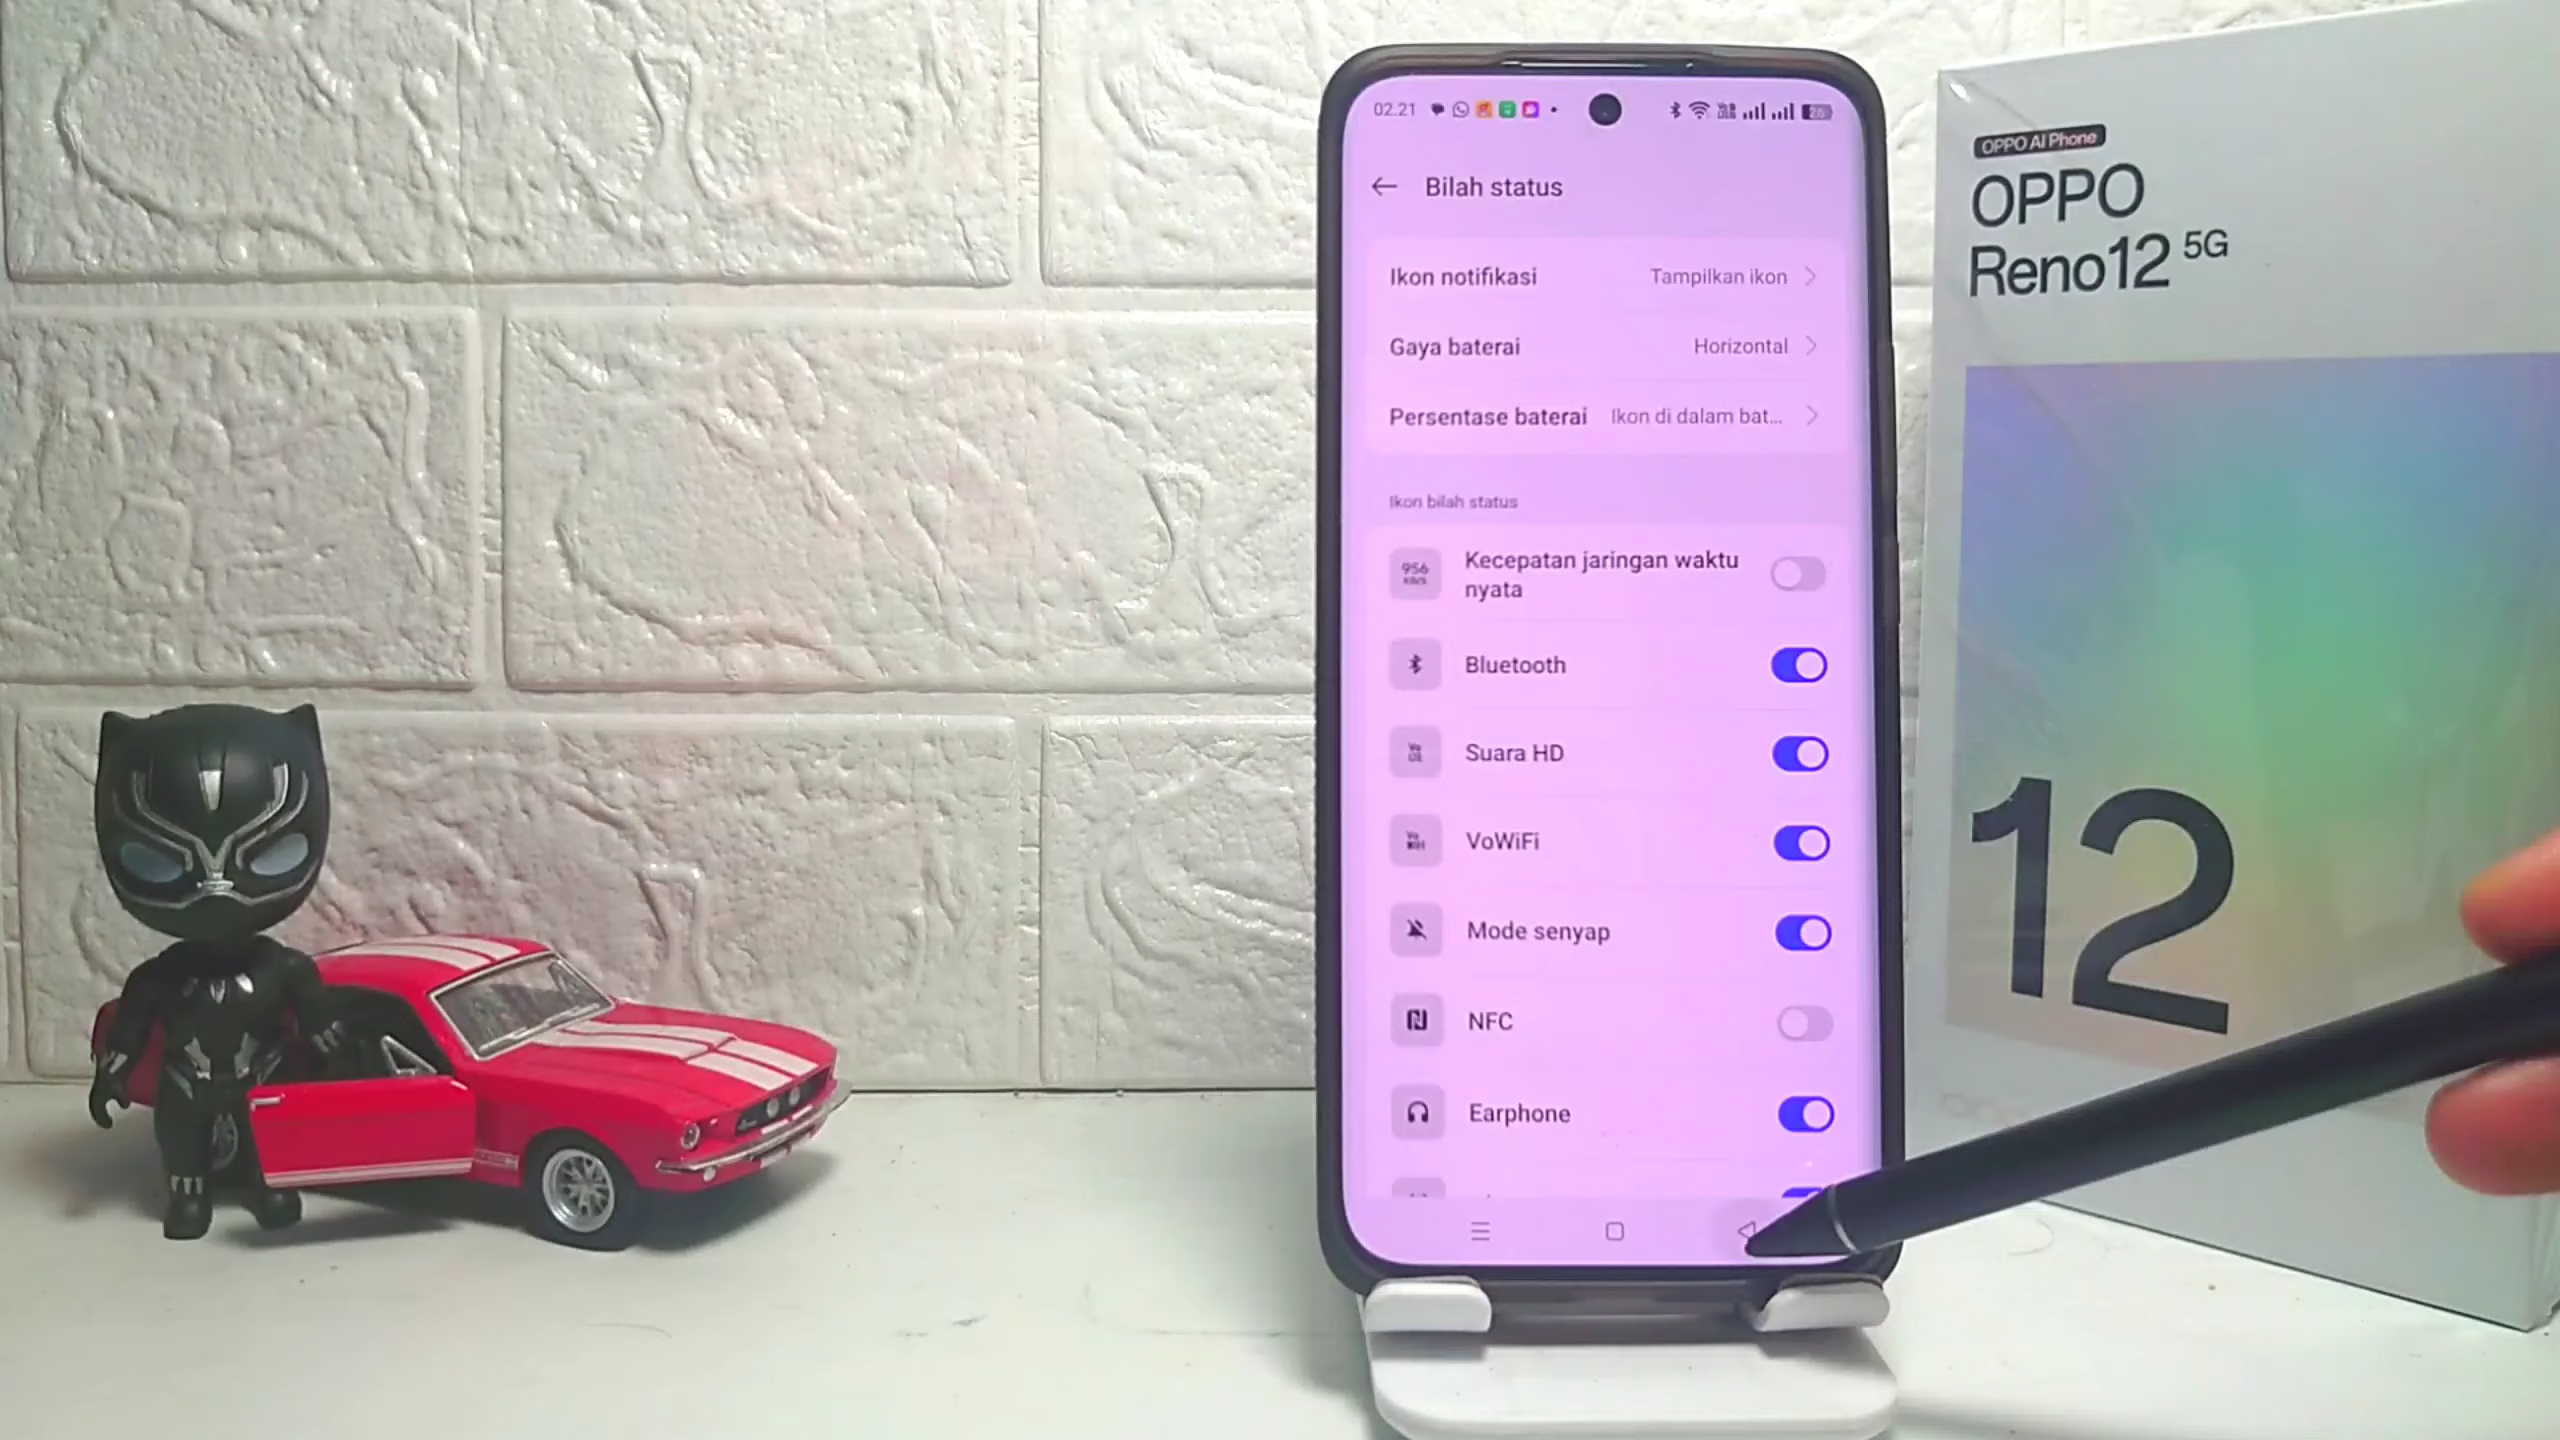 02.21
Bilah status
Ikon notifikasi Tampilkan ikon
Gaya baterai Horizontal
Persentase baterai Ikon di dalam bat...
Ikon bilah status
956
KB/S
Kecepatan jaringan waktu
nyata
Bluetooth
Suara HD
VoWiFi
Mode senyap
NFC
Earphone
OPPO AI Phone
OPPO
Reno12 5G
12